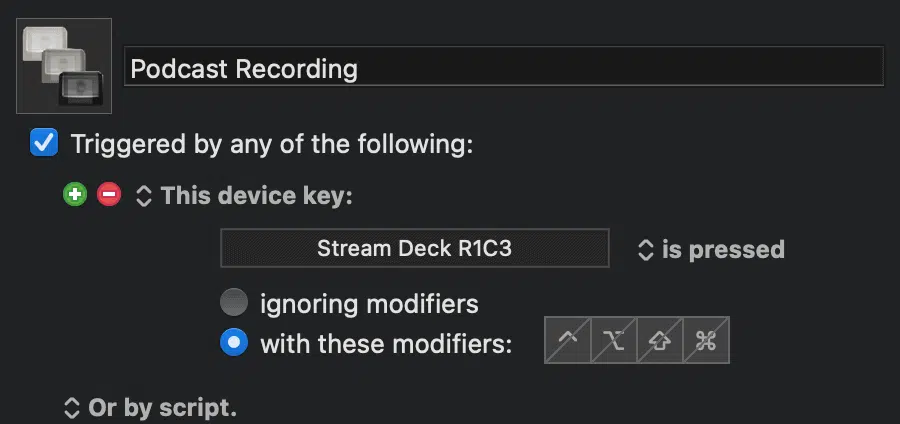 Podcast Recording
Triggered by any of the following:
This device key:
Stream Deck R1C3 is pressed
ignoring modifiers
with these modifiers: ⌃ ⌥ ⇧ ⌘
Or by script.